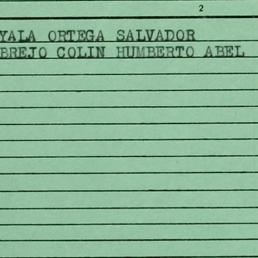 2
YALA ORTEGA SALVADOR
BREJO COLIN HUMBERTO ABEL